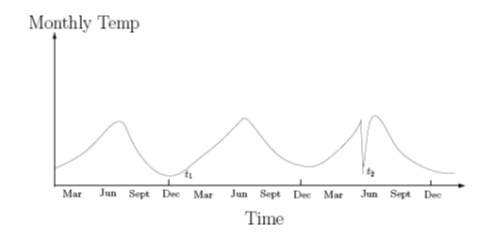 Monthly Temp
t₁
t₂
Mar Jun Sept Dec Mar Jun Sept Dec Mar Jun Sept Dec
Time